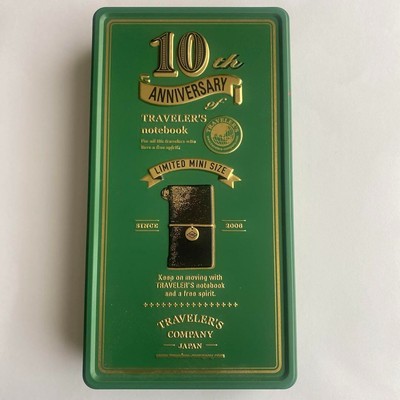 10th
ANNIVERSARY
of
TRAVELER'S
notebook
For all the travelers who
have a free spirit.
TRAVELER'S
LIMITED MINI SIZE
SINCE 2006
Keep on moving with
TRAVELER'S notebook
and a free spirit.
TRAVELER'S
COMPANY
JAPAN